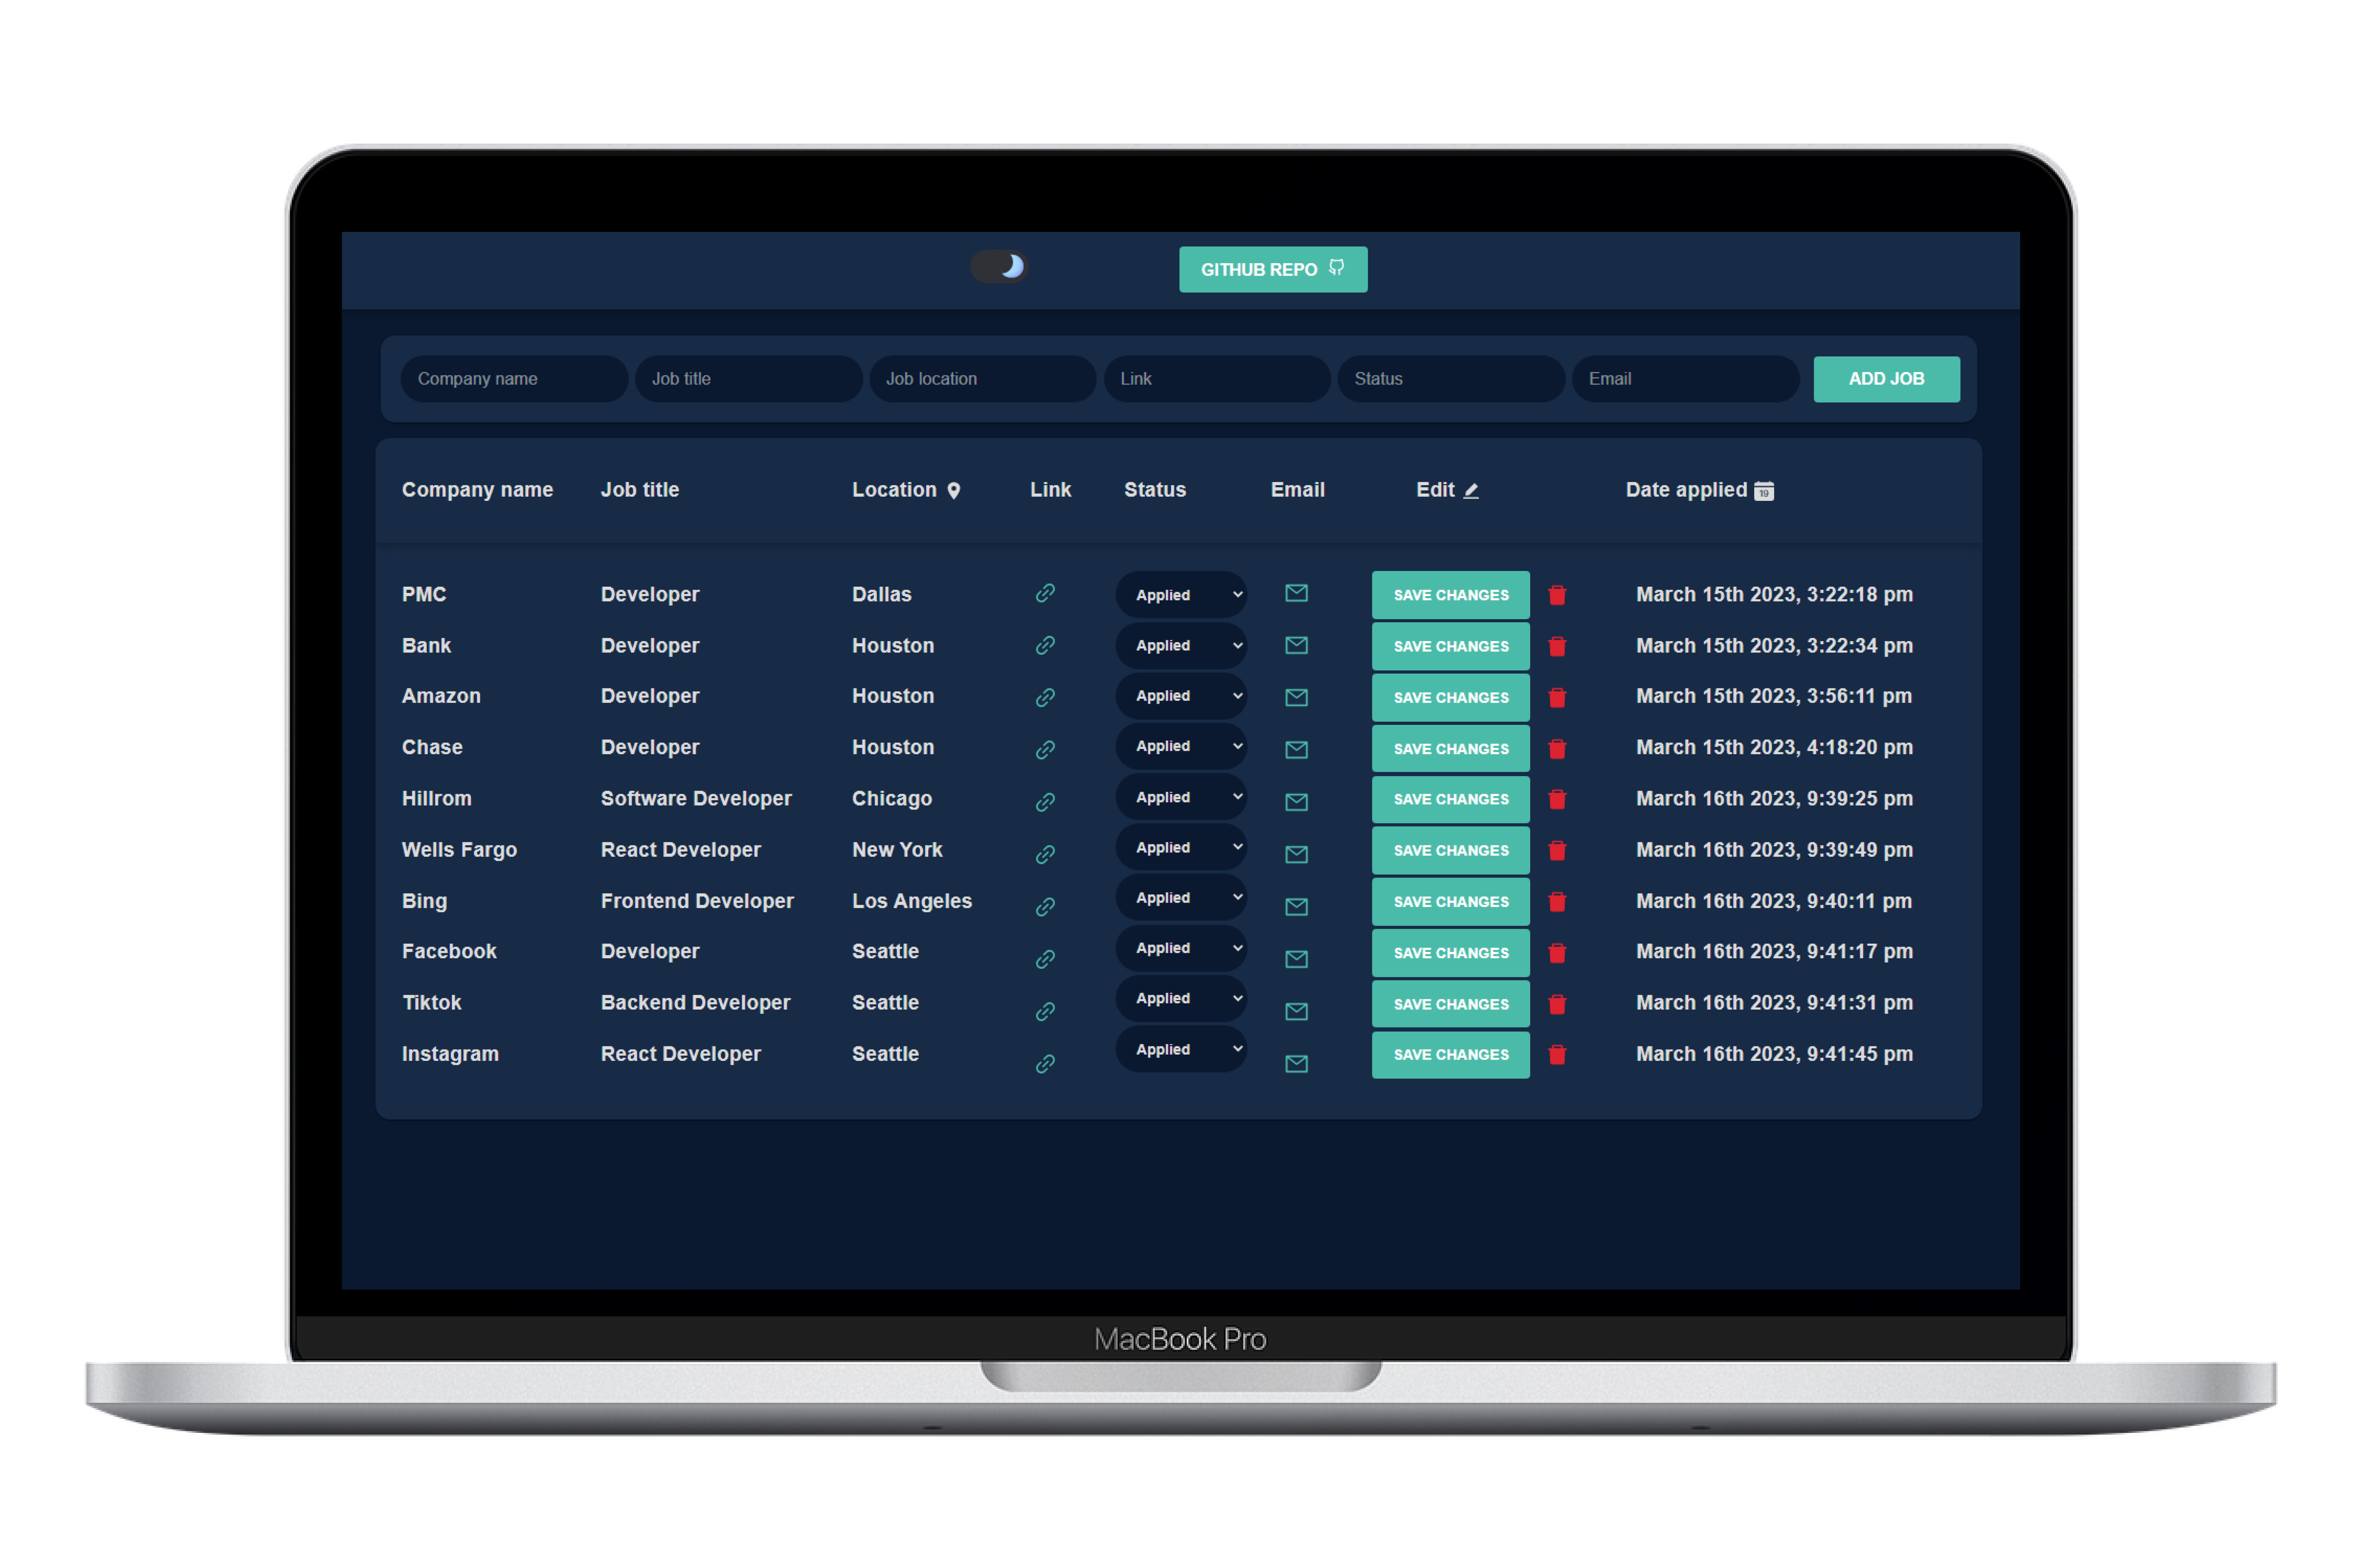 GITHUB REPO
Company name Job title Job location Link Status Email ADD JOB
Company name Job title Location Link Status Email Edit Date applied 19
PMC Developer Dallas Applied SAVE CHANGES March 15th 2023, 3:22:18 pm
Bank Developer Houston Applied SAVE CHANGES March 15th 2023, 3:22:34 pm
Amazon Developer Houston Applied SAVE CHANGES March 15th 2023, 3:56:11 pm
Chase Developer Houston Applied SAVE CHANGES March 15th 2023, 4:18:20 pm
Hillrom Software Developer Chicago Applied SAVE CHANGES March 16th 2023, 9:39:25 pm
Wells Fargo React Developer New York Applied SAVE CHANGES March 16th 2023, 9:39:49 pm
Bing Frontend Developer Los Angeles Applied SAVE CHANGES March 16th 2023, 9:40:11 pm
Facebook Developer Seattle Applied SAVE CHANGES March 16th 2023, 9:41:17 pm
Tiktok Backend Developer Seattle Applied SAVE CHANGES March 16th 2023, 9:41:31 pm
Instagram React Developer Seattle Applied SAVE CHANGES March 16th 2023, 9:41:45 pm
MacBook Pro